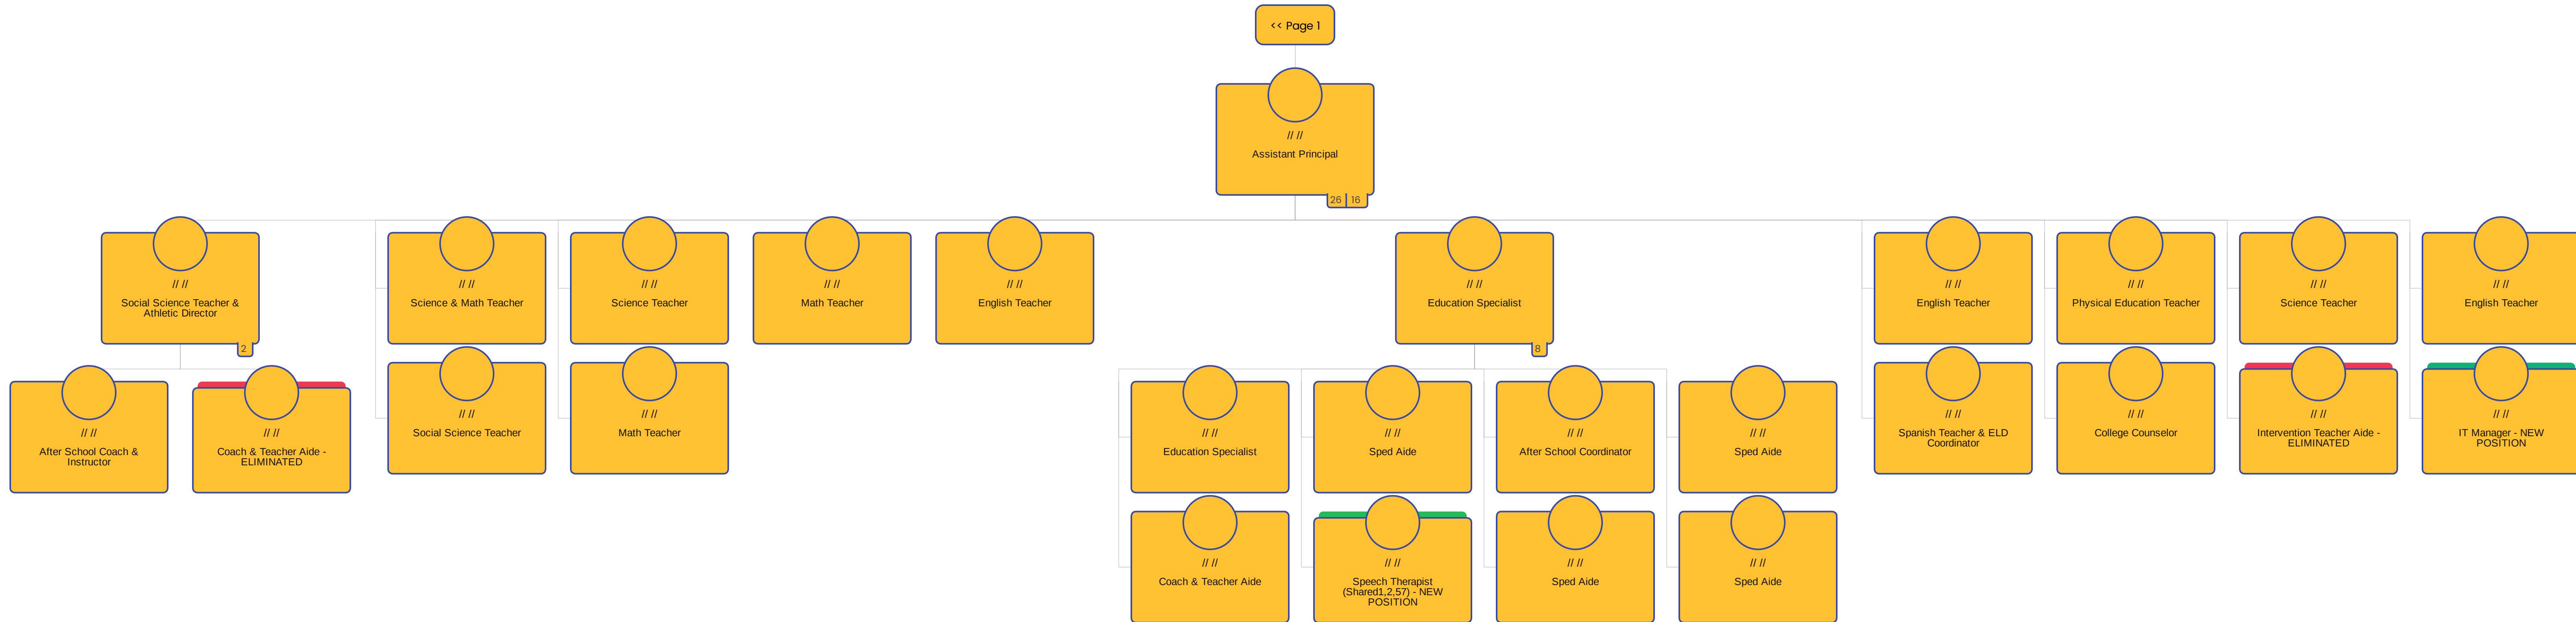 << Page 1
// //
Assistant Principal
26 16
// //
Social Science Teacher &
Athletic Director
2
// //
Science & Math Teacher
// //
Science Teacher
// //
Math Teacher
// //
English Teacher
// //
Education Specialist
8
// //
English Teacher
// //
Physical Education Teacher
// //
Science Teacher
// //
English Teacher
// //
After School Coach &
Instructor
// //
Coach & Teacher Aide -
ELIMINATED
// //
Social Science Teacher
// //
Math Teacher
// //
Education Specialist
// //
Sped Aide
// //
After School Coordinator
// //
Sped Aide
// //
Spanish Teacher & ELD
Coordinator
// //
College Counselor
// //
Intervention Teacher Aide -
ELIMINATED
// //
IT Manager - NEW
POSITION
// //
Coach & Teacher Aide
// //
Speech Therapist
(Shared1,2,57) - NEW
POSITION
// //
Sped Aide
// //
Sped Aide